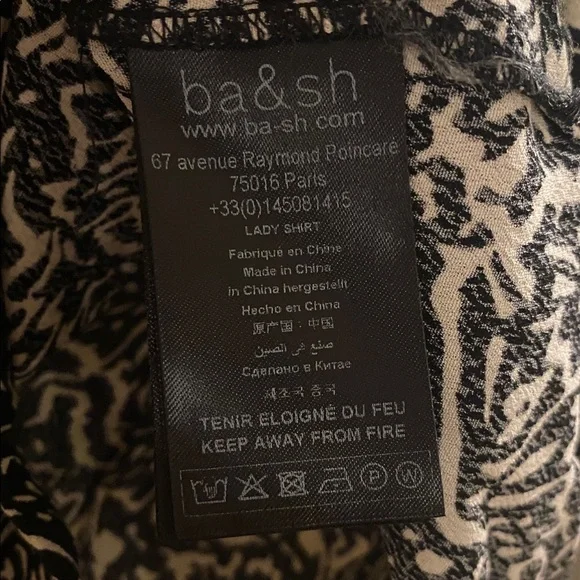 ba&sh
www.ba-sh.com
67 avenue Raymond Poincare
75016 Paris
+33(0)145081415
LADY SHIRT
Fabriqué en Chine
Made in China
in China hergestellt
Hecho en China
原产国：中国
صنع في الصين
Сделано в Китае
제조국 중국
TENIR ELOIGNÉ DU FEU
KEEP AWAY FROM FIRE
P W